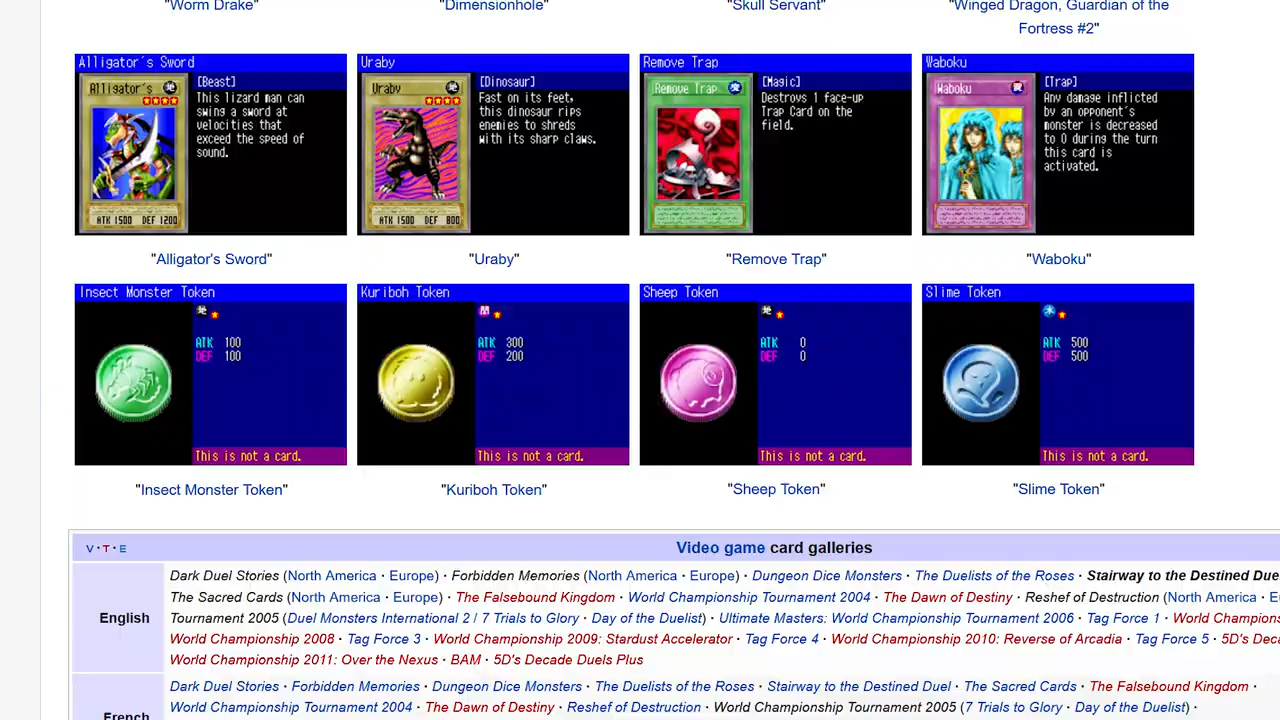 "Worm Drake"
"Dimensionhole"
"Skull Servant"
"Winged Dragon, Guardian of the
Fortress #2"
Alligator's Sword
Alligator's
ATK 1500 DEF 1200
[Beast]
This lizard man can
swing a sword at
velocities that
exceed the speed of
sound.
Uraby
Uraby
ATK 1500 DEF 800
[Dinosaur]
Fast on its feet,
this dinosaur rips
enemies to shreds
with its sharp claws.
Remove Trap
Remove Trap
[Magic]
Destroys 1 face-up
Trap Card on the
field.
Waboku
Waboku
[Trap]
Any damage inflicted
by an opponent's
monster is decreased
to 0 during the turn
this card is
activated.
"Alligator's Sword"
"Uraby"
"Remove Trap"
"Waboku"
Insect Monster Token
ATK 100
DEF 100
This is not a card.
Kuriboh Token
ATK 300
DEF 200
This is not a card.
Sheep Token
ATK 0
DEF 0
This is not a card.
Slime Token
ATK 500
DEF 500
This is not a card.
"Insect Monster Token"
"Kuriboh Token"
"Sheep Token"
"Slime Token"
V · T · E
Video game card galleries
English
Dark Duel Stories (North America · Europe) · Forbidden Memories (North America · Europe) · Dungeon Dice Monsters · The Duelists of the Roses · Stairway to the Destined Due
The Sacred Cards (North America · Europe) · The Falsebound Kingdom · World Championship Tournament 2004 · The Dawn of Destiny · Reshef of Destruction (North America · E
Tournament 2005 (Duel Monsters International 2 / 7 Trials to Glory · Day of the Duelist) · Ultimate Masters: World Championship Tournament 2006 · Tag Force 1 · World Champions
World Championship 2008 · Tag Force 3 · World Championship 2009: Stardust Accelerator · Tag Force 4 · World Championship 2010: Reverse of Arcadia · Tag Force 5 · 5D's Deca
World Championship 2011: Over the Nexus · BAM · 5D's Decade Duels Plus
French
Dark Duel Stories · Forbidden Memories · Dungeon Dice Monsters · The Duelists of the Roses · Stairway to the Destined Duel · The Sacred Cards · The Falsebound Kingdom ·
World Championship Tournament 2004 · The Dawn of Destiny · Reshef of Destruction · World Championship Tournament 2005 (7 Trials to Glory · Day of the Duelist) ·